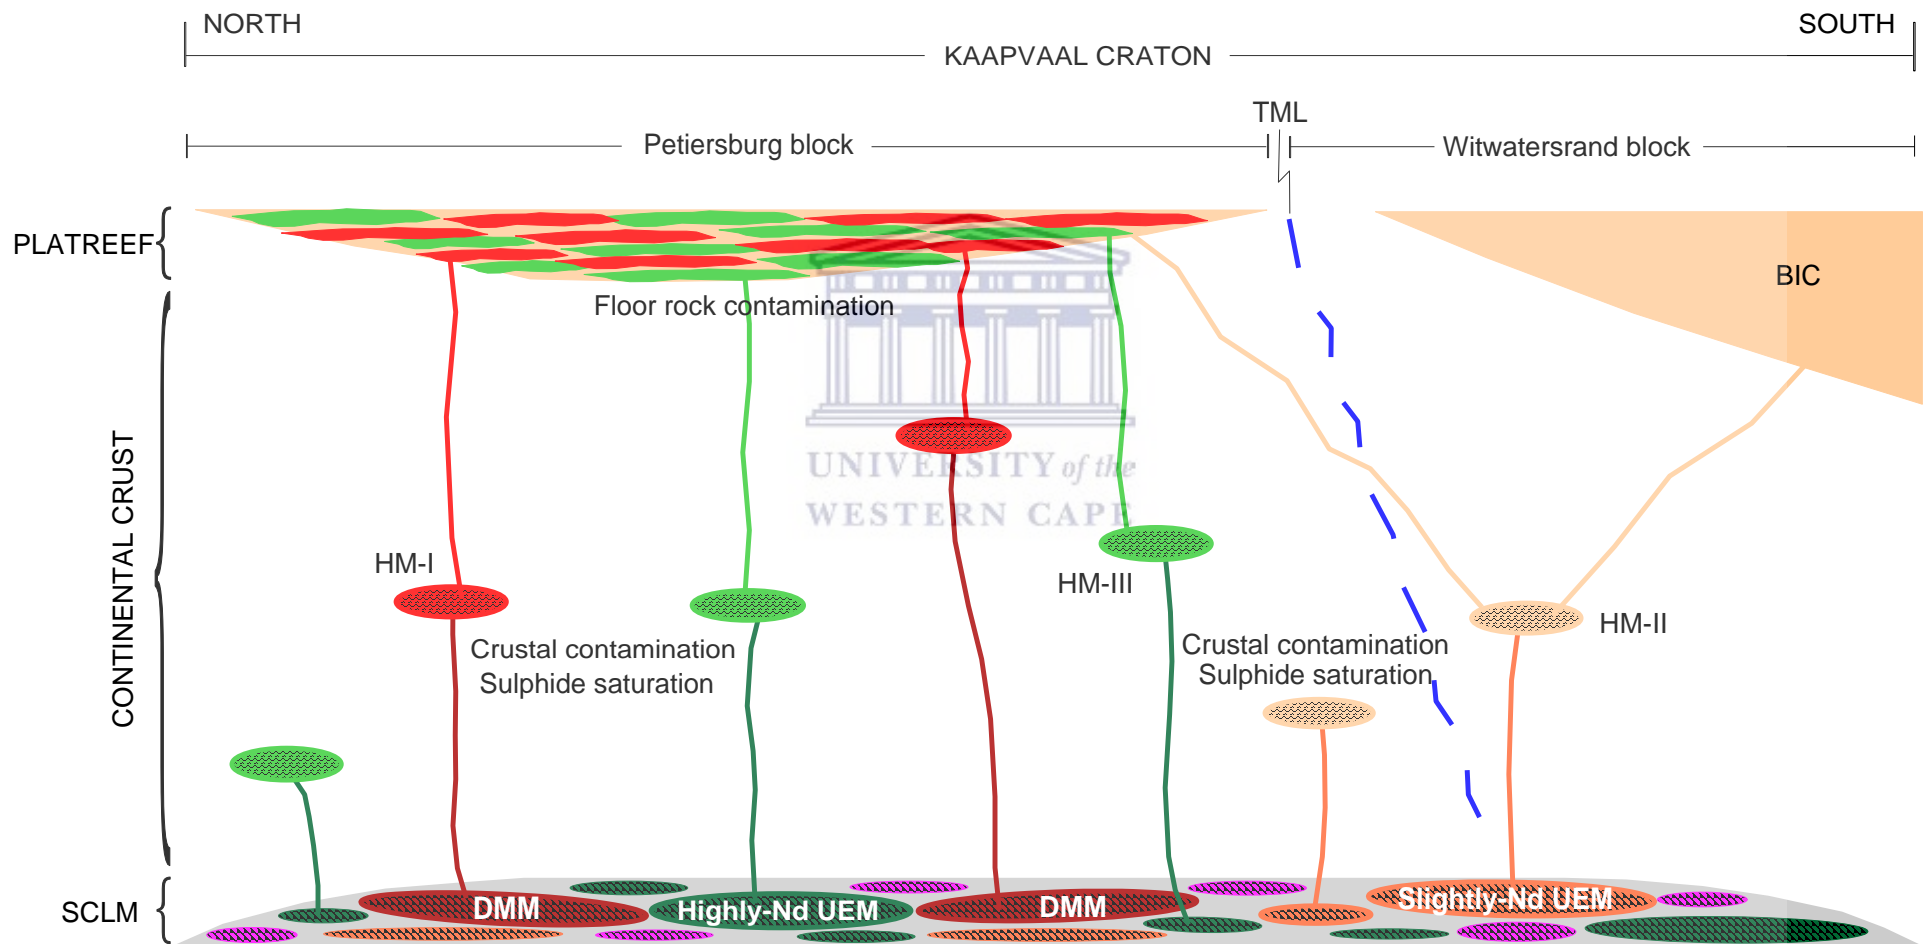 NORTH
SOUTH
KAAPVAAL CRATON
TML
Petiersburg block
Witwatersrand block
PLATREEF
BIC
Floor rock contamination
CONTINENTAL CRUST
UNIVERSITY of the
WESTERN CAPE
HM-I
HM-III
HM-II
Crustal contamination
Sulphide saturation
Crustal contamination
Sulphide saturation
SCLM
DMM
Highly-Nd UEM
DMM
Slightly-Nd UEM